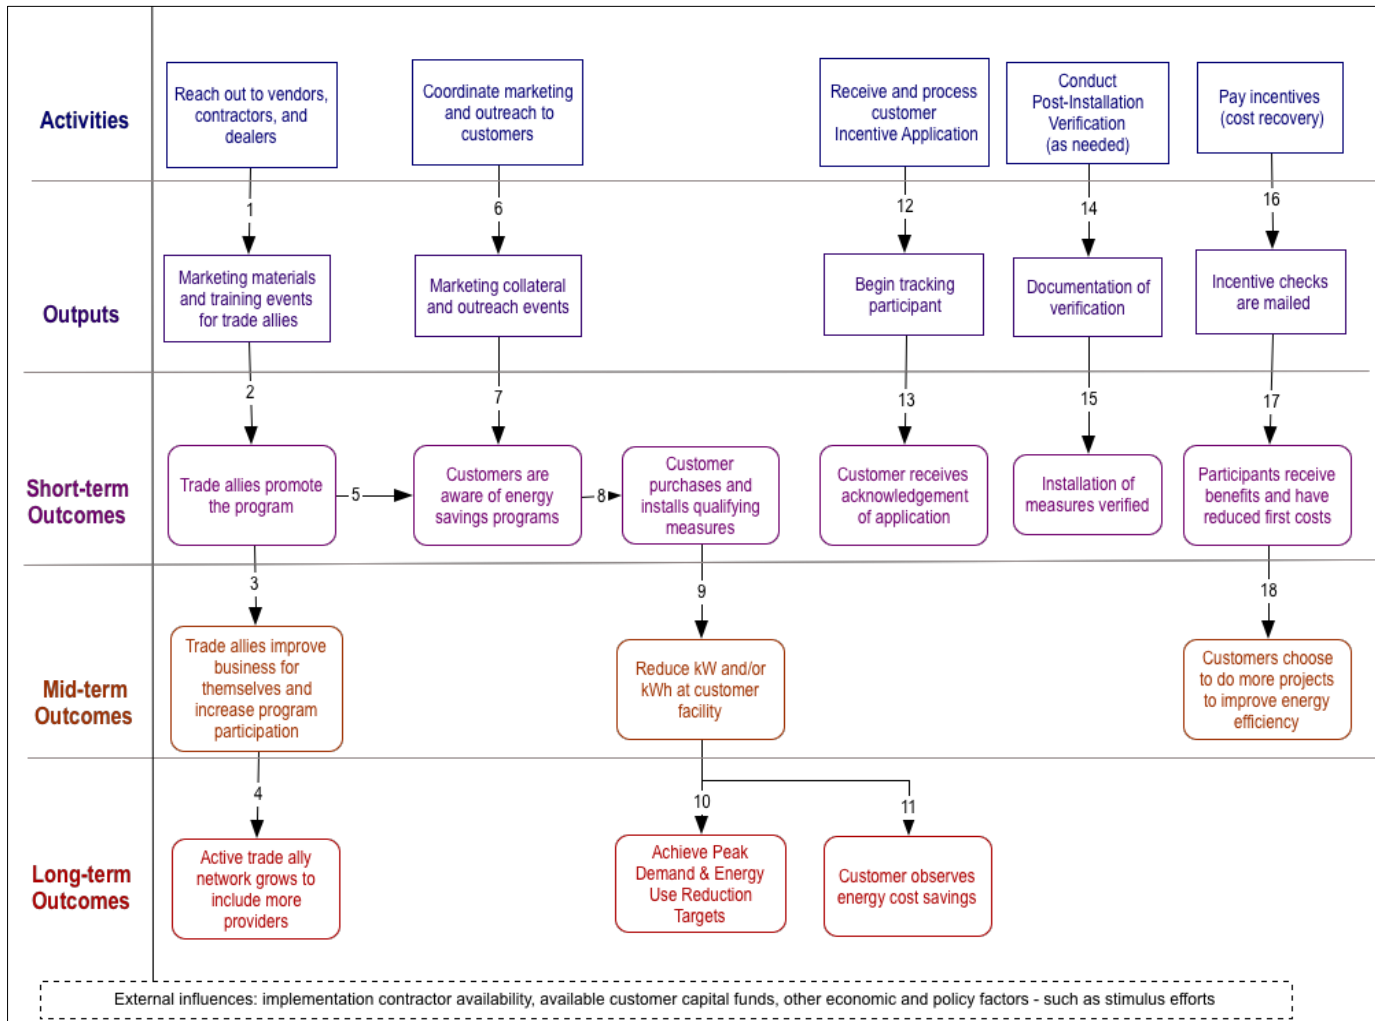 Activities
Reach out to vendors,
contractors, and
dealers
Coordinate marketing
and outreach to
customers
Receive and process
customer
Incentive Application
Conduct
Post-Installation
Verification
(as needed)
Pay incentives
(cost recovery)
1
6
12
14
16
Outputs
Marketing materials
and training events
for trade allies
Marketing collateral
and outreach events
Begin tracking
participant
Documentation of
verification
Incentive checks
are mailed
2
7
13
15
17
Short-term
Outcomes
Trade allies promote
the program
5
Customers are
aware of energy
savings programs
8
Customer
purchases and
installs qualifying
measures
Customer receives
acknowledgement
of application
Installation of
measures verified
Participants receive
benefits and have
reduced first costs
3
9
18
Mid-term
Outcomes
Trade allies improve
business for
themselves and
increase program
participation
Reduce kW and/or
kWh at customer
facility
Customers choose
to do more projects
to improve energy
efficiency
4
10
11
Long-term
Outcomes
Active trade ally
network grows to
include more
providers
Achieve Peak
Demand & Energy
Use Reduction
Targets
Customer observes
energy cost savings
External influences: implementation contractor availability, available customer capital funds, other economic and policy factors - such as stimulus efforts